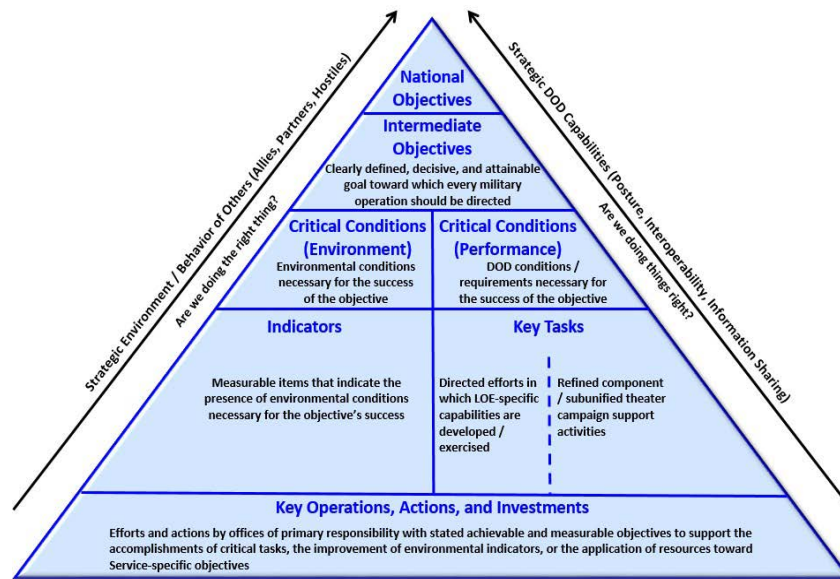 Strategic Environment / Behavior of Others (Allies, Partners, Hostiles)
Are we doing the right thing?
Strategic DOD Capabilities (Posture, Interoperability, Information Sharing)
Are we doing things right?
National
Objectives
Intermediate
Objectives
Clearly defined, decisive, and attainable
goal toward which every military
operation should be directed
Critical Conditions
(Environment)
Environmental conditions
necessary for the success
of the objective
Critical Conditions
(Performance)
DOD conditions /
requirements necessary for
the success of the objective
Indicators
Measurable items that indicate the
presence of environmental conditions
necessary for the objective's success
Key Tasks
Directed efforts in
which LOE-specific
capabilities are
developed /
exercised
Refined component
/ subunified theater
campaign support
activities
Key Operations, Actions, and Investments
Efforts and actions by offices of primary responsibility with stated achievable and measurable objectives to support the
accomplishments of critical tasks, the improvement of environmental indicators, or the application of resources toward
Service-specific objectives